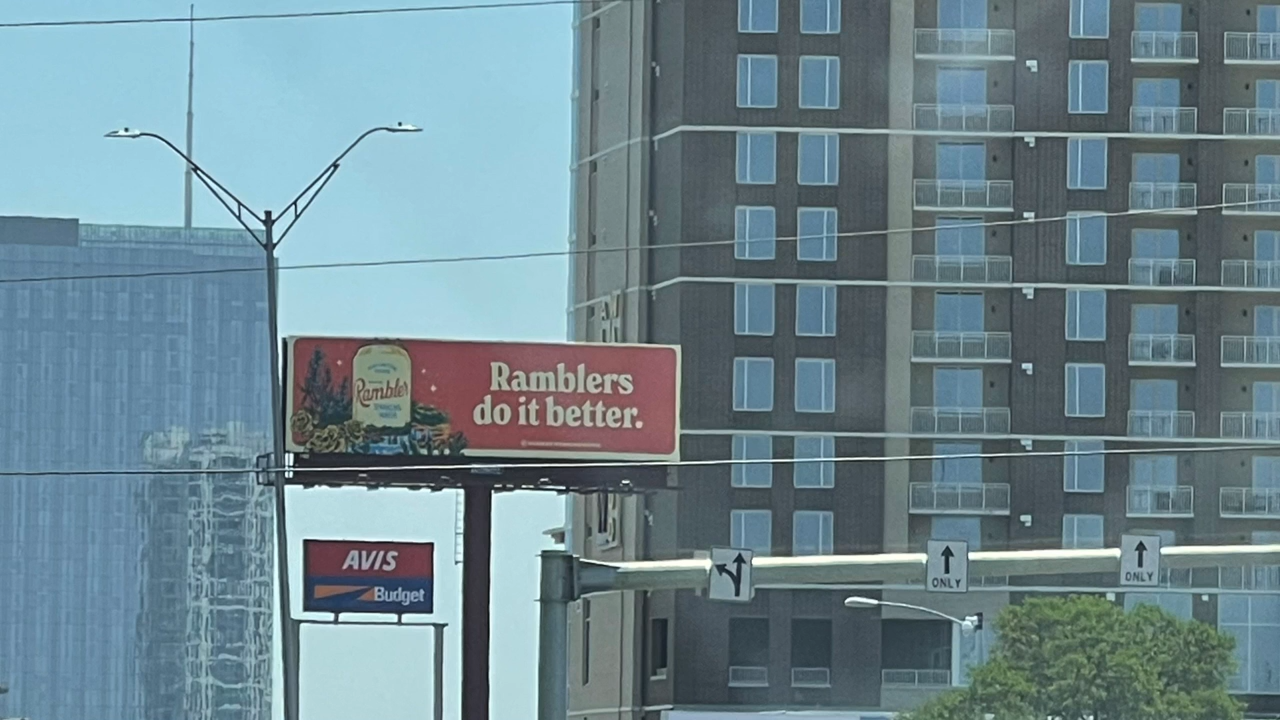 Rambler
Ramblers
do it better.
AVIS
Budget
ONLY
ONLY